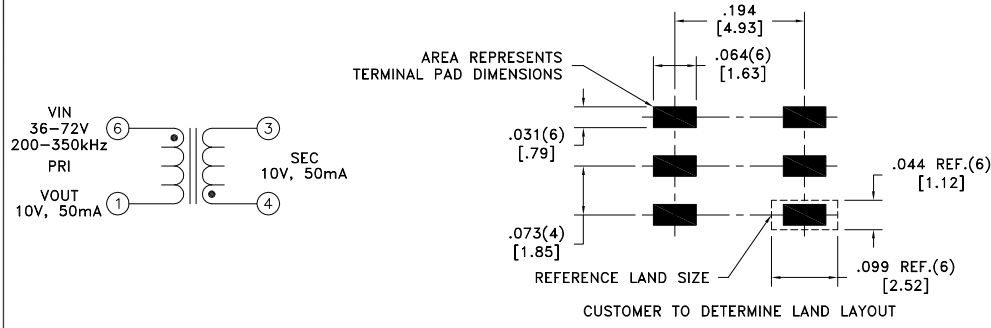 VIN
36-72V
200-350kHz
PRI
VOUT
10V, 50mA
6
1
3
4
SEC
10V, 50mA
.194
[4.93]
AREA REPRESENTS
TERMINAL PAD DIMENSIONS
.064(6)
[1.63]
.031(6)
[.79]
.044 REF.(6)
[1.12]
.073(4)
[1.85]
REFERENCE LAND SIZE
.099 REF.(6)
[2.52]
CUSTOMER TO DETERMINE LAND LAYOUT